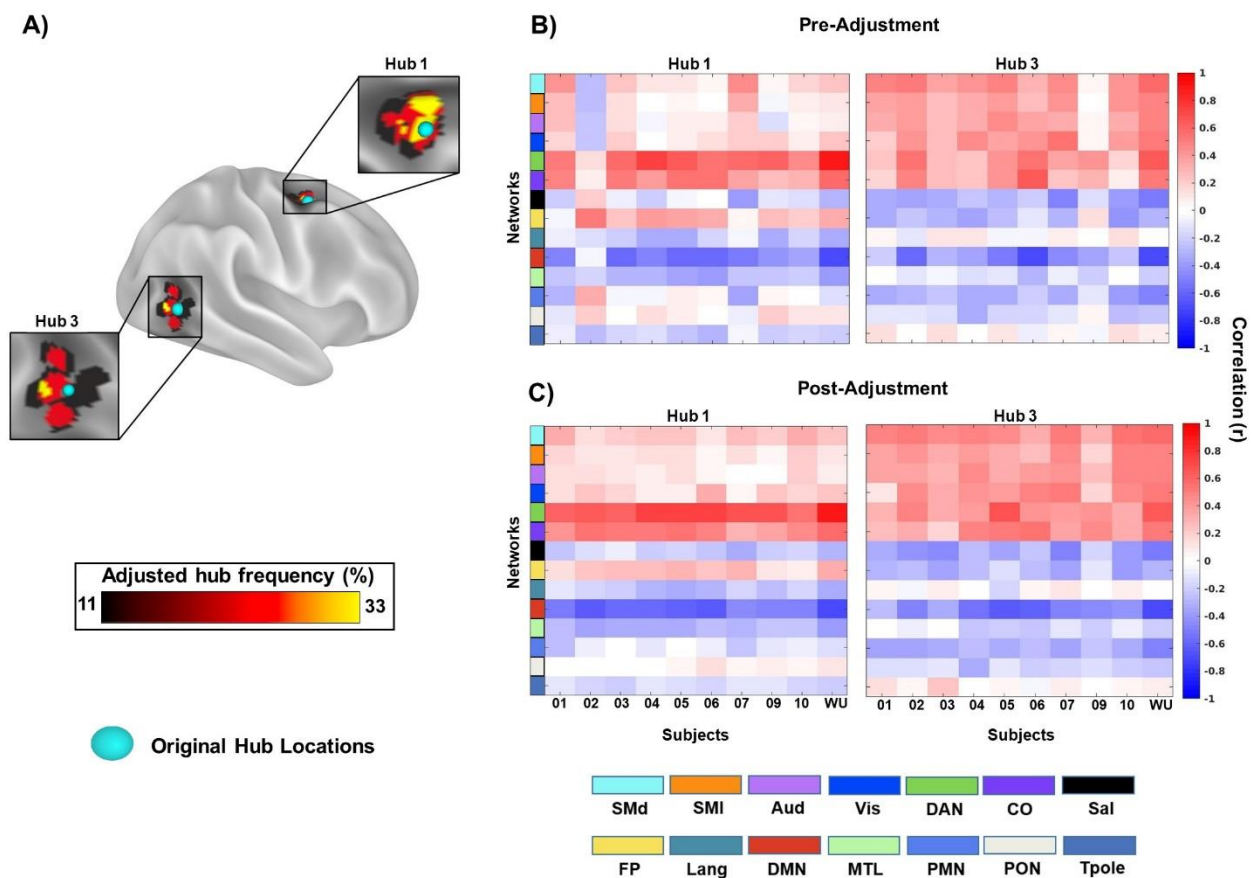 A)
Hub 1
Hub 3
Adjusted hub frequency (%)
11
33
Original Hub Locations
B)
Pre-Adjustment
Hub 1
Hub 3
Networks
1
0.8
0.6
0.4
0.2
0
-0.2
-0.4
-0.6
-0.8
-1
Correlation (r)
C)
Post-Adjustment
Hub 1
Hub 3
Networks
1
0.8
0.6
0.4
0.2
0
-0.2
-0.4
-0.6
-0.8
-1
01 02 03 04 05 06 07 09 10 WU
01 02 03 04 05 06 07 09 10 WU
Subjects
Subjects
SMd SMl Aud Vis DAN CO Sal
FP Lang DMN MTL PMN PON Tpole